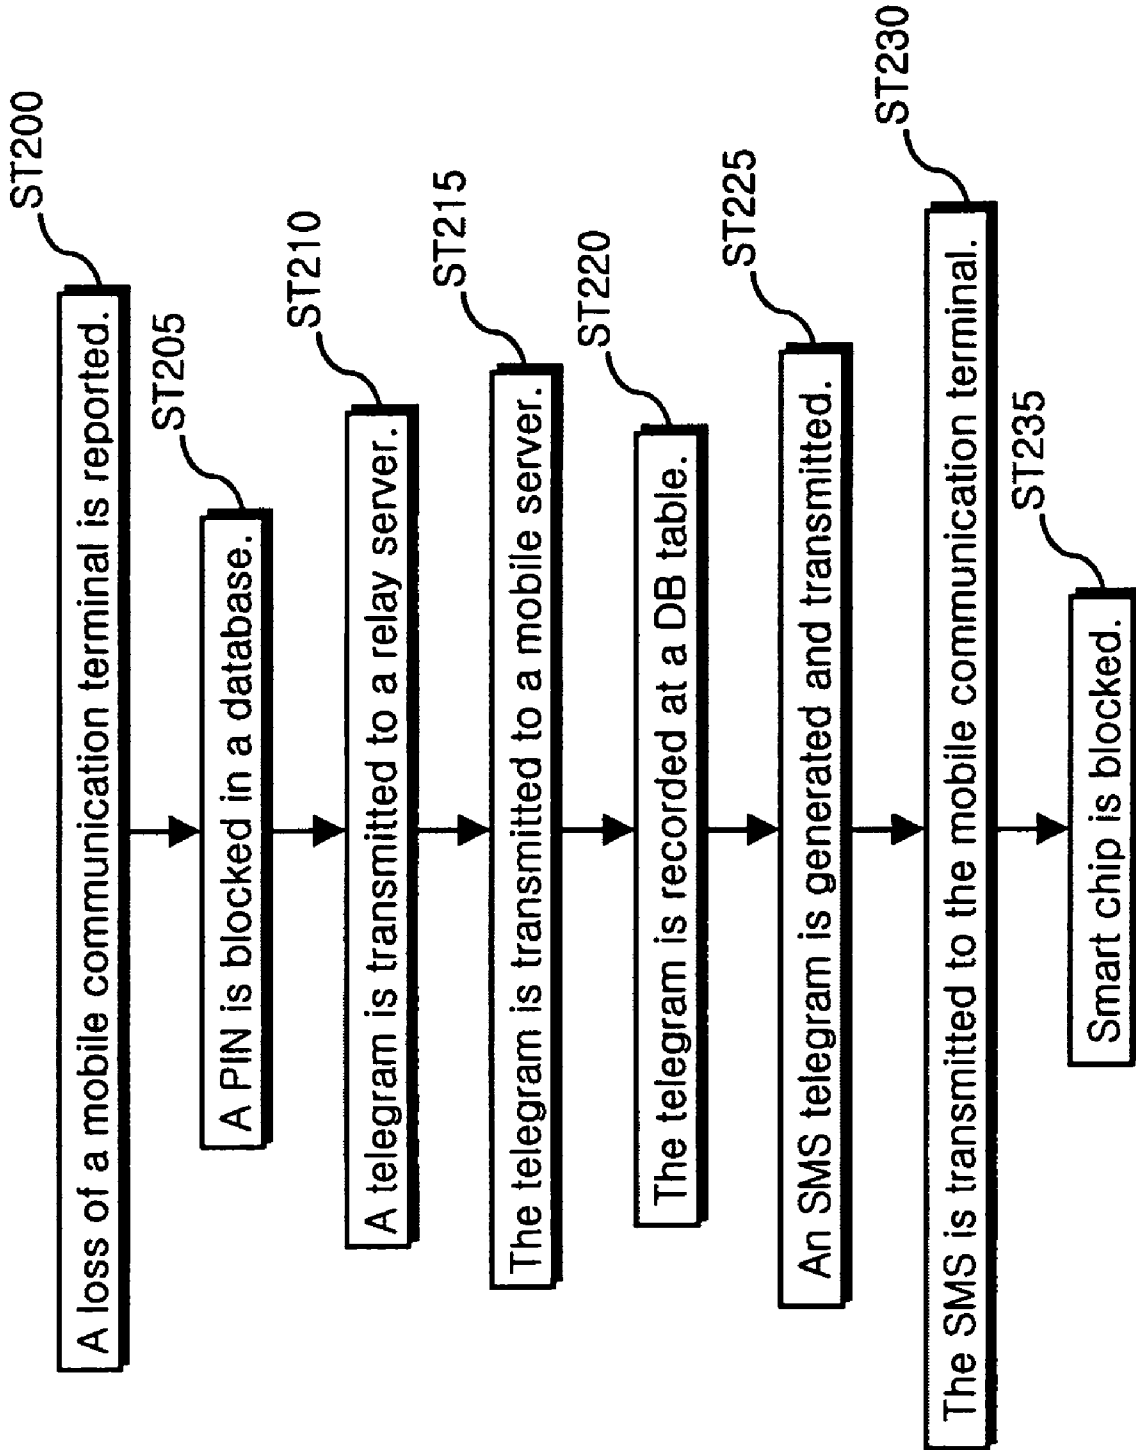 ST200
A loss of a mobile communication terminal is reported.
ST205
A PIN is blocked in a database.
ST210
A telegram is transmitted to a relay server.
ST215
The telegram is transmitted to a mobile server.
ST220
The telegram is recorded at a DB table.
ST225
An SMS telegram is generated and transmitted.
ST230
The SMS is transmitted to the mobile communication terminal.
ST235
Smart chip is blocked.